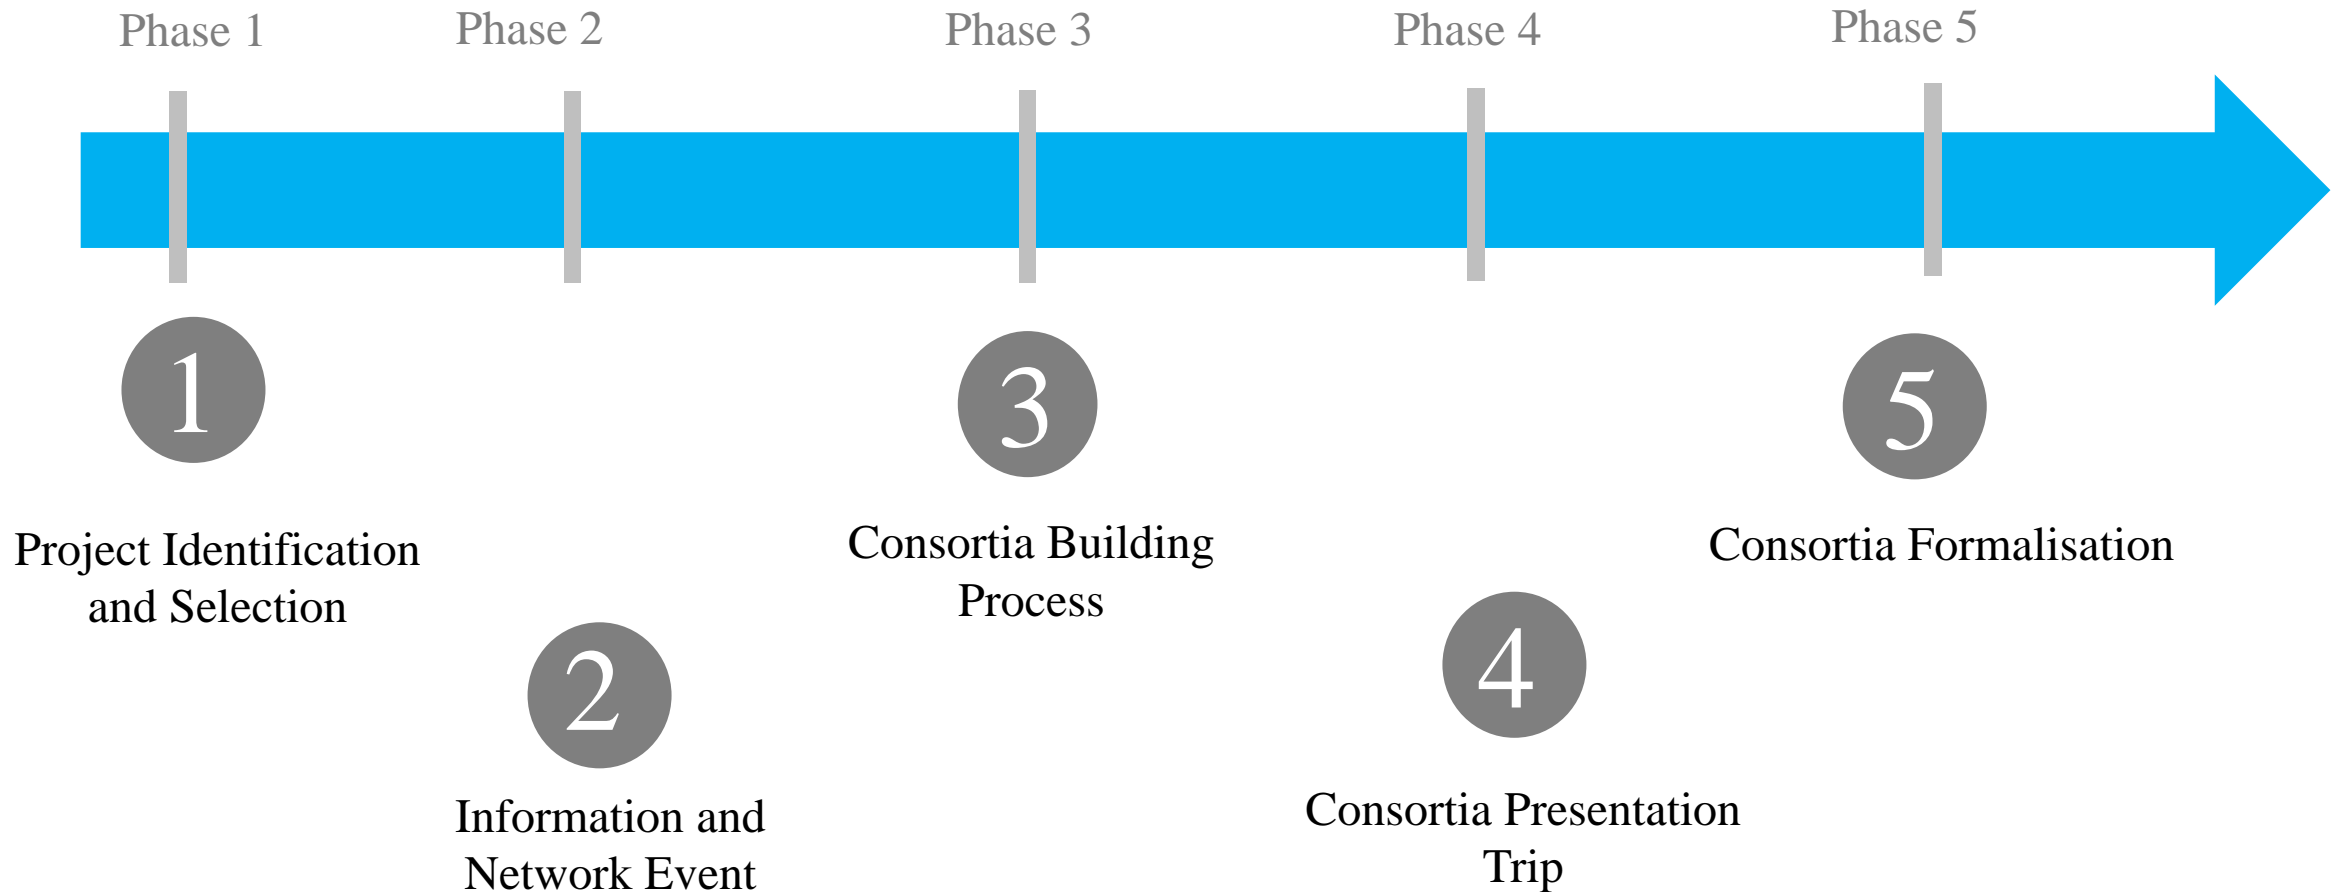 Phase 1
Phase 2
Phase 3
Phase 4
Phase 5
1
Project Identification
and Selection
2
Information and
Network Event
3
Consortia Building
Process
4
Consortia Presentation
Trip
5
Consortia Formalisation